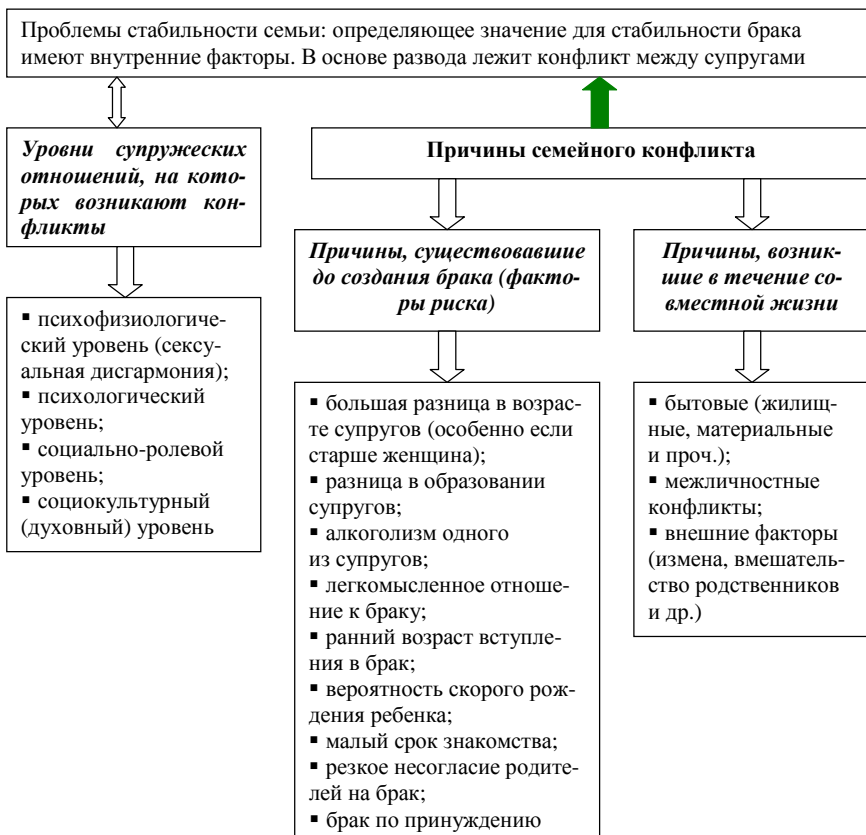 Проблемы стабильности семьи: определяющее значение для стабильности брака
имеют внутренние факторы. В основе развода лежит конфликт между супругами
Уровни супружеских
отношений, на кото-
рых возникают кон-
фликты
▪ психофизиологиче-
ский уровень (сексу-
альная дисгармония);
▪ психологический
уровень;
▪ социально-ролевой
уровень;
▪ социокультурный
(духовный) уровень
Причины семейного конфликта
Причины, существовавшие
до создания брака (факто-
ры риска)
▪ большая разница в возрас-
те супругов (особенно если
старше женщина);
▪ разница в образовании
супругов;
▪ алкоголизм одного
из супругов;
▪ легкомысленное отноше-
ние к браку;
▪ ранний возраст вступле-
ния в брак;
▪ вероятность скорого рож-
дения ребенка;
▪ малый срок знакомства;
▪ резкое несогласие родите-
лей на брак;
▪ брак по принуждению
Причины, возник-
шие в течение со-
вместной жизни
▪ бытовые (жилищ-
ные, материальные
и проч.);
▪ межличностные
конфликты;
▪ внешние факторы
(измена, вмешатель-
ство родственников
и др.)